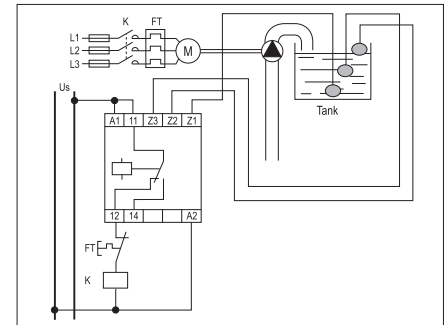 K FT
L1
L2
L3
M
Tank
Us
A1 11 Z3 Z2 Z1
12 14 A2
FT
K